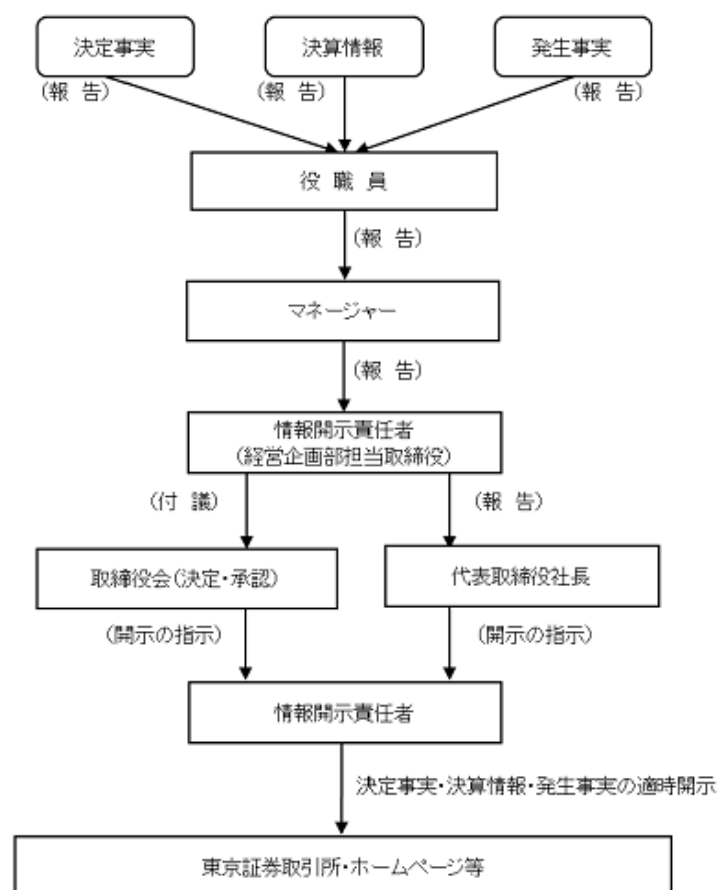 決定事実
決算情報
発生事実
(報 告)
(報 告)
(報 告)
役 職 員
(報 告)
マネージャー
(報 告)
情報開示責任者
(経営企画部担当取締役)
(付 議)
(報 告)
取締役会(決定・承認)
代表取締役社長
(開示の指示)
(開示の指示)
情報開示責任者
決定事実・決算情報・発生事実の適時開示
東京証券取引所・ホームページ等